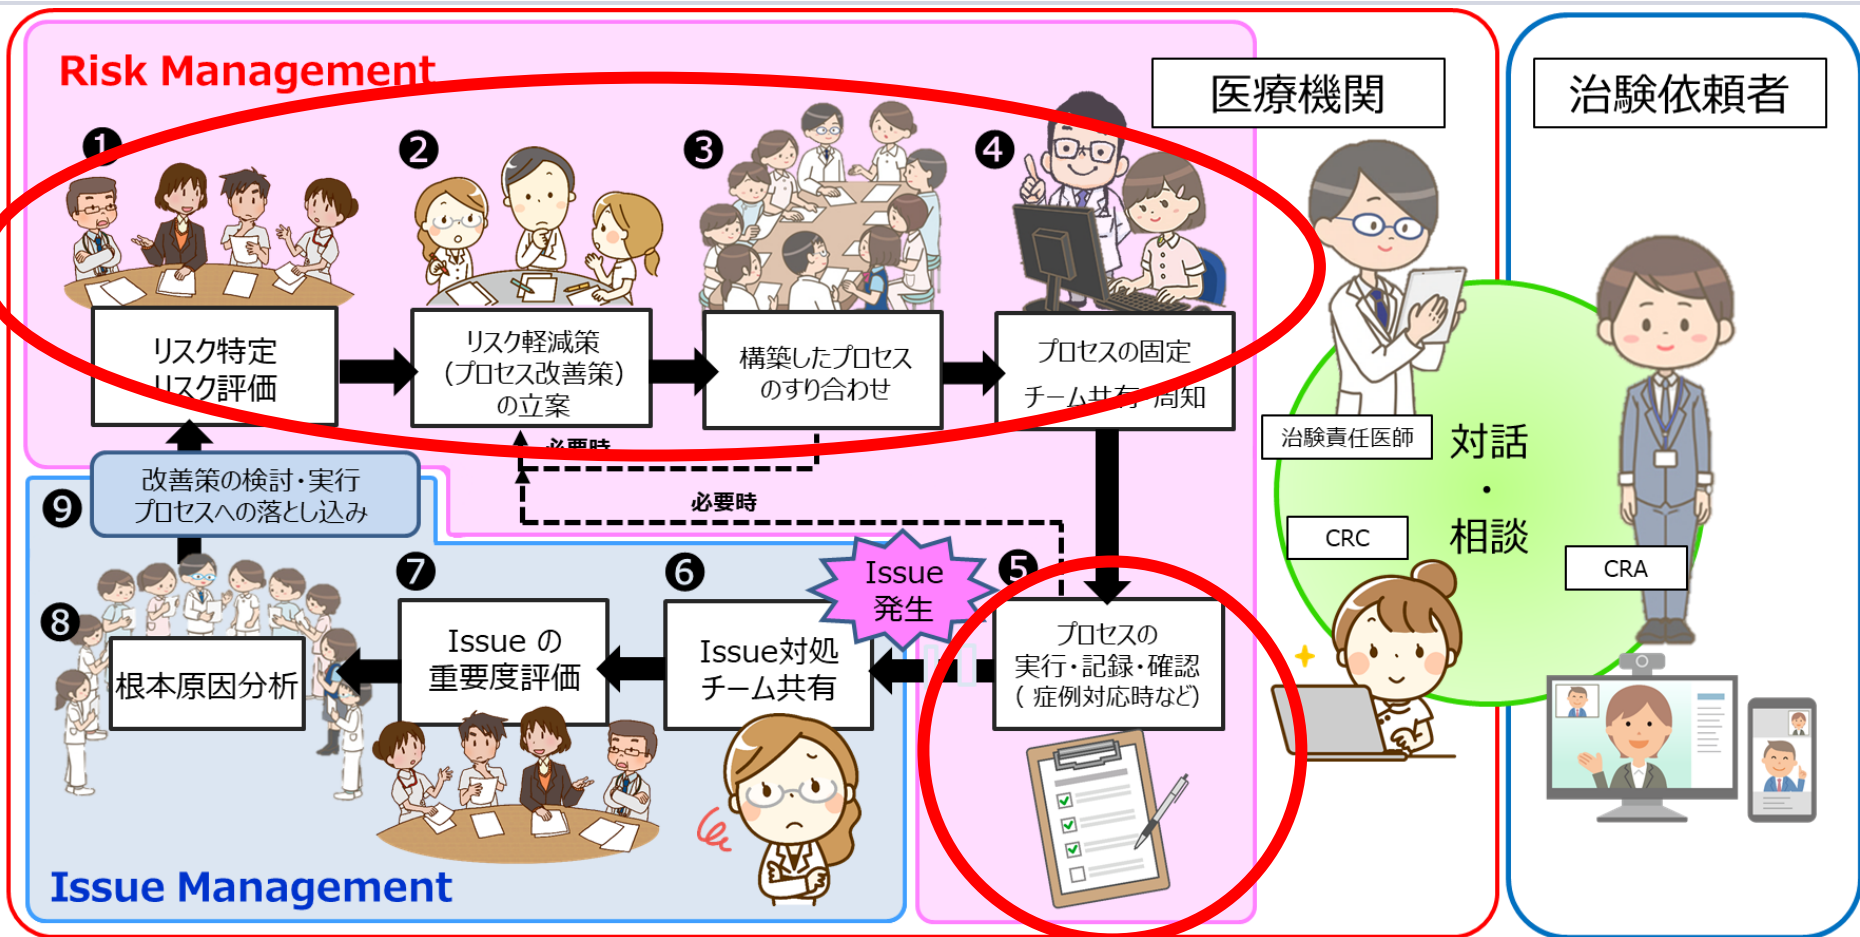 Risk Management
医療機関
治験依頼者
❶
❷
❸
❹
リスク特定
リスク評価
リスク軽減策
（プロセス改善策）
の立案
構築したプロセス
のすり合わせ
プロセスの固定
チーム共有・周知
必要時
必要時
治験責任医師
対話
・
相談
CRC
CRA
❾
改善策の検討・実行
プロセスへの落とし込み
❽
根本原因分析
❼
Issue の
重要度評価
❻
Issue対処
チーム共有
Issue
発生
❺
プロセスの
実行・記録・確認
( 症例対応時など)
Issue Management